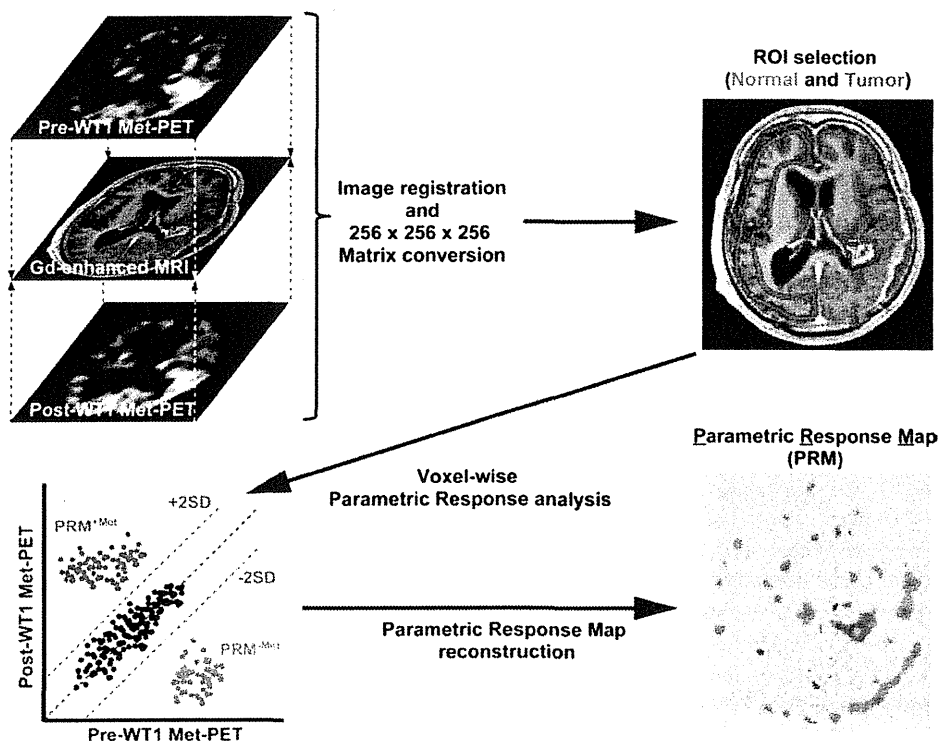 Pre-WT1 Met-PET
Gd-enhanced MRI
Post-WT1 Met-PET
Image registration
and
256 x 256 x 256
Matrix conversion
ROI selection
(Normal and Tumor)
Voxel-wise
Parametric Response analysis
+2SD
-2SD
PRM+Met
PRM-Met
Post-WT1 Met-PET
Pre-WT1 Met-PET
Parametric Response Map
reconstruction
Parametric Response Map
(PRM)